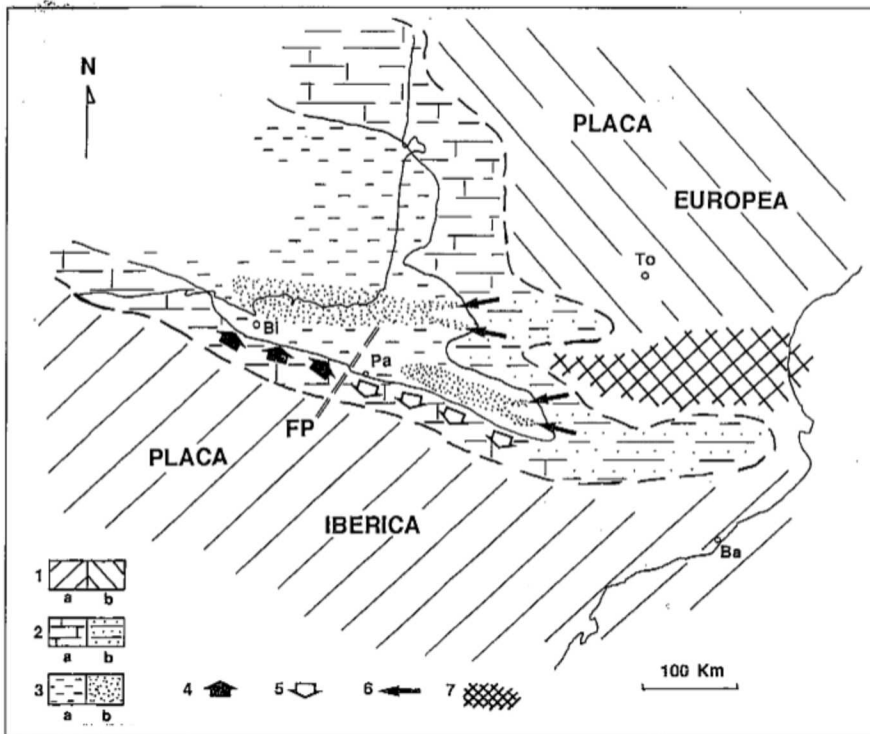 N
PLACA
EUROPEA
To
Bi
Pa
FP
PLACA
IBERICA
Ba
1
a b
2
a b
3 4 5 6 7
a b
100 Km